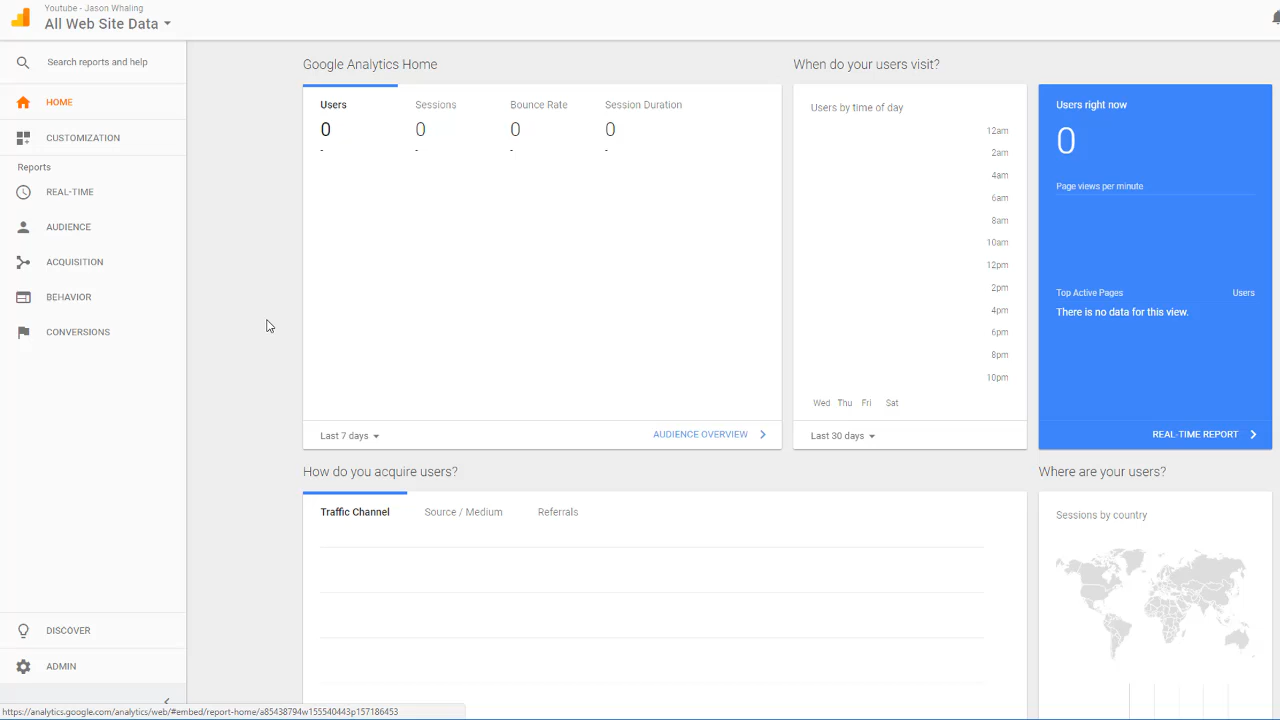 Youtube - Jason Whaling
All Web Site Data
Search reports and help
HOME
CUSTOMIZATION
Reports
REAL-TIME
AUDIENCE
ACQUISITION
BEHAVIOR
CONVERSIONS
DISCOVER
ADMIN
Google Analytics Home
Users Sessions Bounce Rate Session Duration
0 0 0 0
- - - -
Last 7 days
AUDIENCE OVERVIEW
When do your users visit?
Users by time of day
12am
2am
4am
6am
8am
10am
12pm
2pm
4pm
6pm
8pm
10pm
Wed Thu Fri Sat
Last 30 days
Users right now
0
Page views per minute
Top Active Pages Users
There is no data for this view.
REAL-TIME REPORT
How do you acquire users?
Traffic Channel Source / Medium Referrals
Where are your users?
Sessions by country
https://analytics.google.com/analytics/web/#embed/report-home/a85438794w155540443p157186453